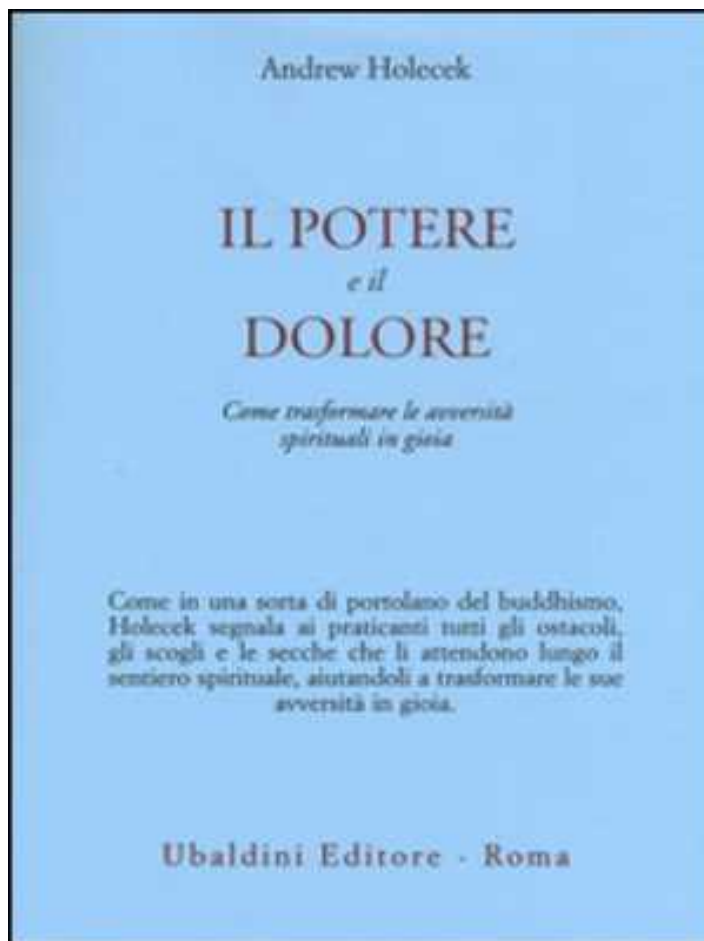 Andrew Holecek
IL POTERE
e il
DOLORE
Come trasformare le avversità
spirituali in gioia
Come in una sorta di portolano del buddhismo,
Holecek segnala ai praticanti tutti gli ostacoli,
gli scogli e le secche che li attendono lungo il
sentiero spirituale, aiutandoli a trasformare le sue
avversità in gioia.
Ubaldini Editore - Roma